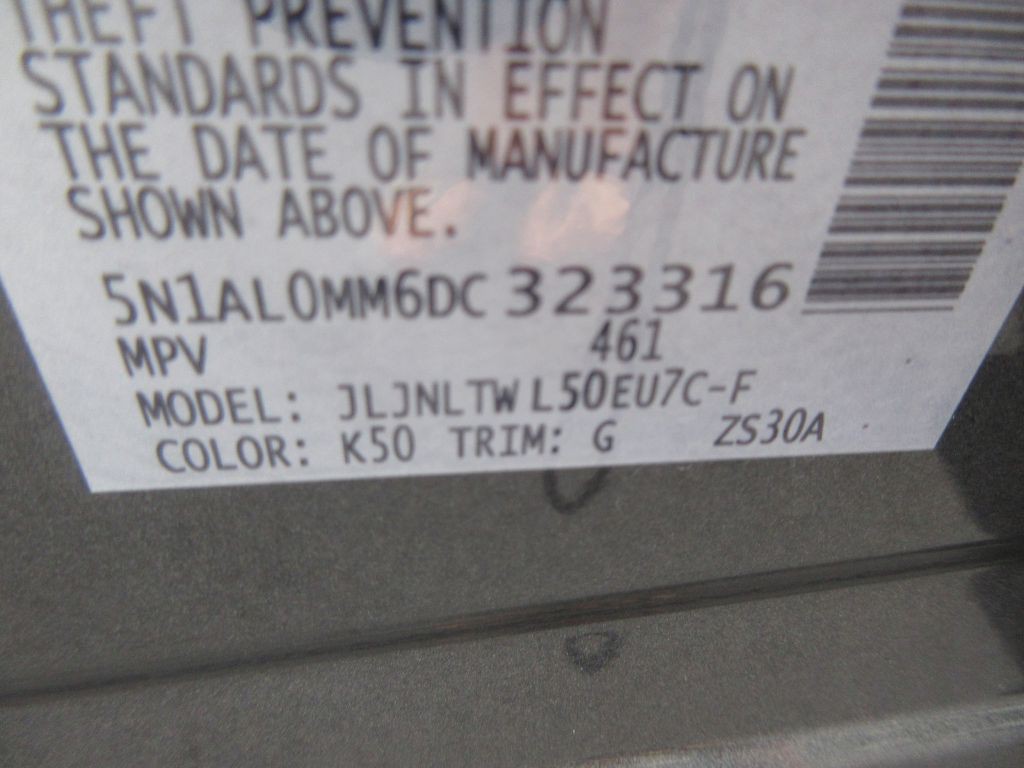 THEFT PREVENTION
STANDARDS IN EFFECT ON
THE DATE OF MANUFACTURE
SHOWN ABOVE.
5N1AL0MM6DC323316
MPV 461
MODEL: JLJNLTWL50EU7C-F
COLOR: K50 TRIM: G ZS30A